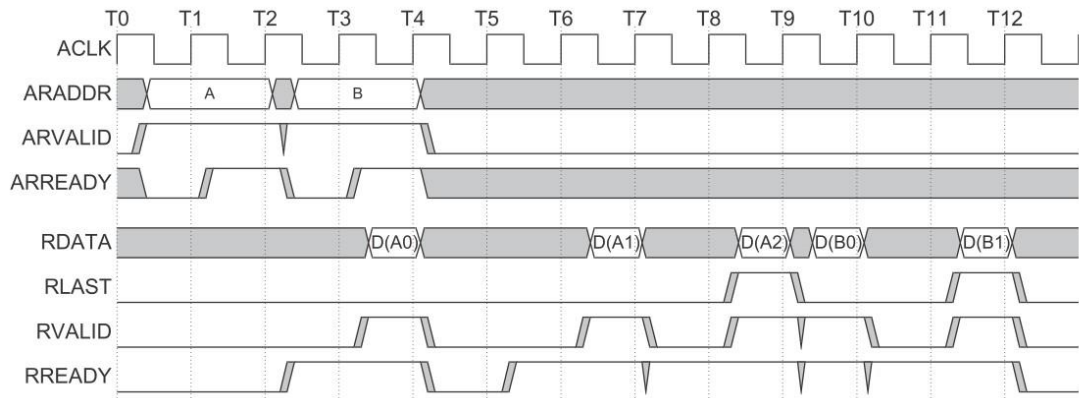 T0 T1 T2 T3 T4 T5 T6 T7 T8 T9 T10 T11 T12
ACLK
ARADDR A B
ARVALID
ARREADY
RDATA D(A0) D(A1) D(A2) D(B0) D(B1)
RLAST
RVALID
RREADY